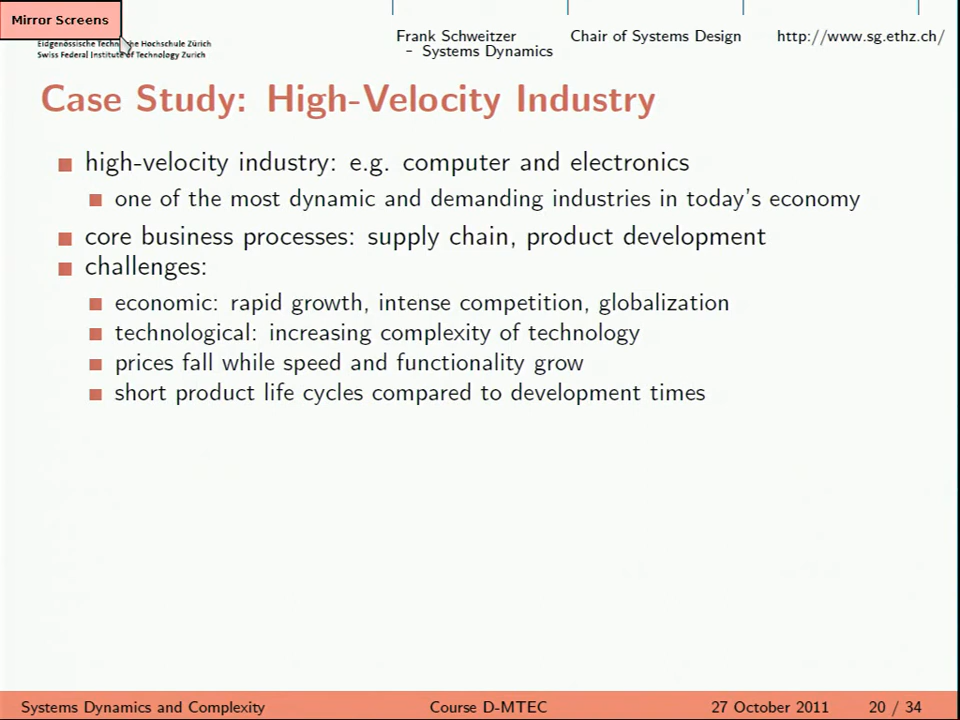 Mirror Screens
Eidgenössische Technische Hochschule Zürich
Swiss Federal Institute of Technology Zurich
Frank Schweitzer
– Systems Dynamics
Chair of Systems Design
http://www.sg.ethz.ch/
Case Study: High-Velocity Industry
high-velocity industry: e.g. computer and electronics
one of the most dynamic and demanding industries in today's economy
core business processes: supply chain, product development
challenges:
economic: rapid growth, intense competition, globalization
technological: increasing complexity of technology
prices fall while speed and functionality grow
short product life cycles compared to development times
Systems Dynamics and Complexity
Course D-MTEC
27 October 2011
20 / 34